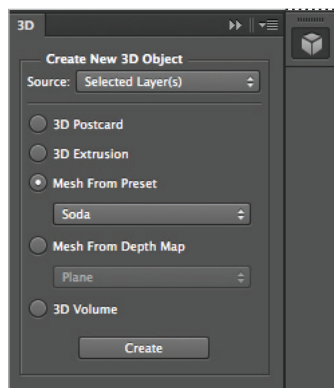 3D
Create New 3D Object
Source: Selected Layer(s)
3D Postcard
3D Extrusion
Mesh From Preset
Soda
Mesh From Depth Map
Plane
3D Volume
Create